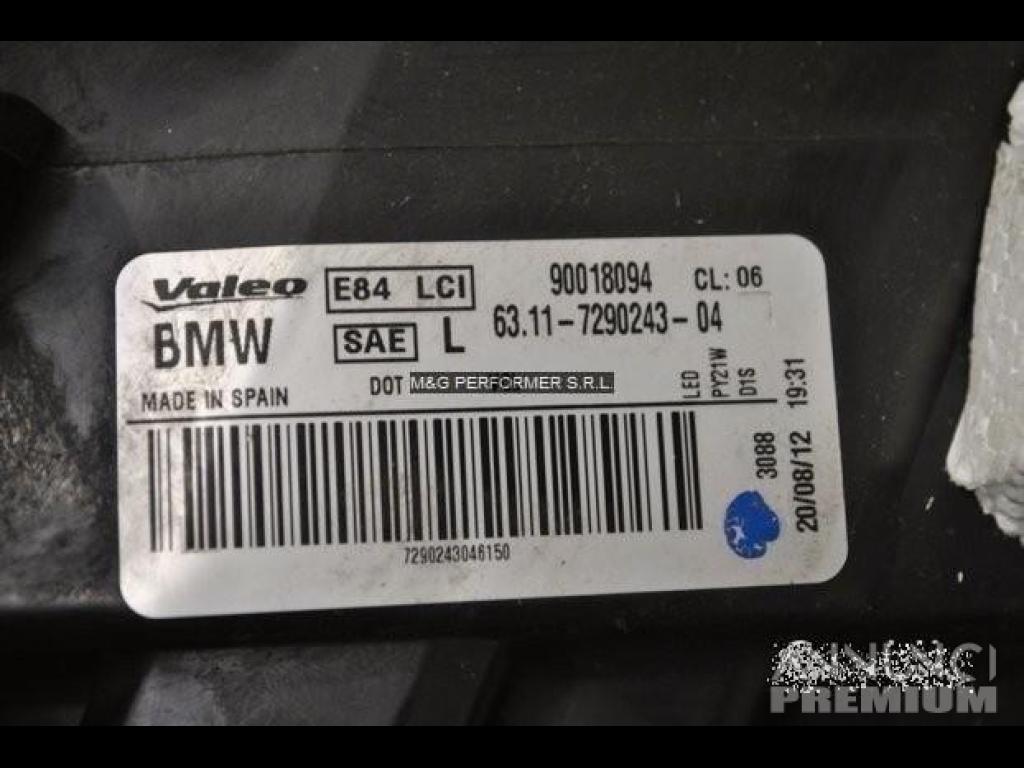 Valeo E84 LCI 90018094 CL: 06
BMW SAE L 63.11-7290243-04
MADE IN SPAIN DOT M&G PERFORMER S.R.L.
LED
PY21W
D1S
3088
20/08/12 19:31
7290243046150
ANNUNCI
PREMIUM